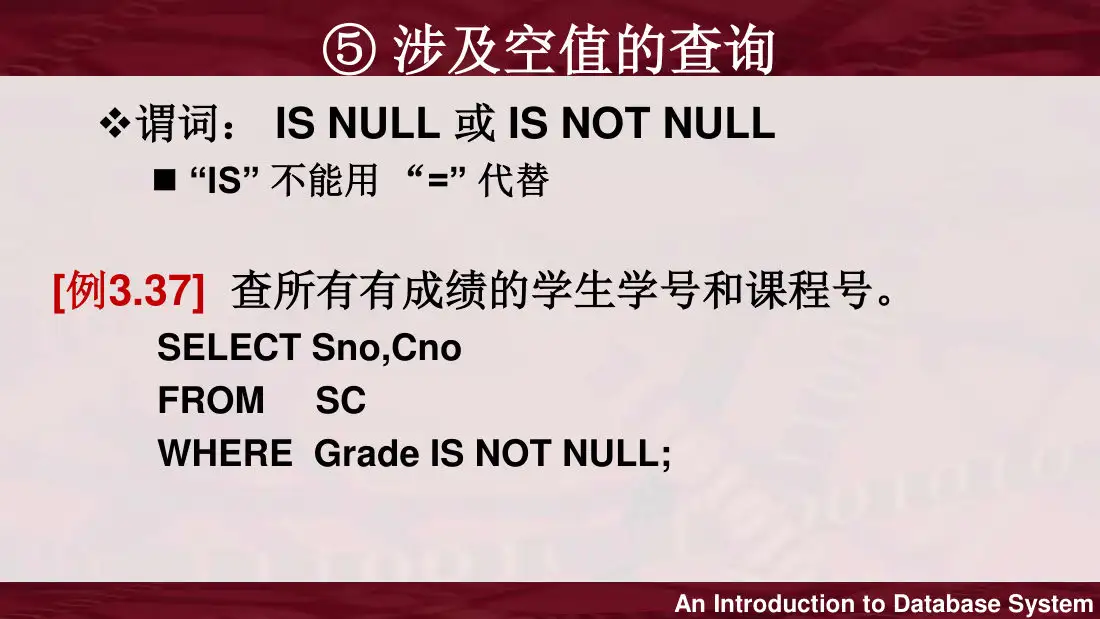 ⑤ 涉及空值的查询
❖谓词： IS NULL 或 IS NOT NULL
■ “IS” 不能用 “=” 代替
[例3.37] 查所有有成绩的学生学号和课程号。
SELECT Sno,Cno
FROM SC
WHERE Grade IS NOT NULL;
An Introduction to Database System